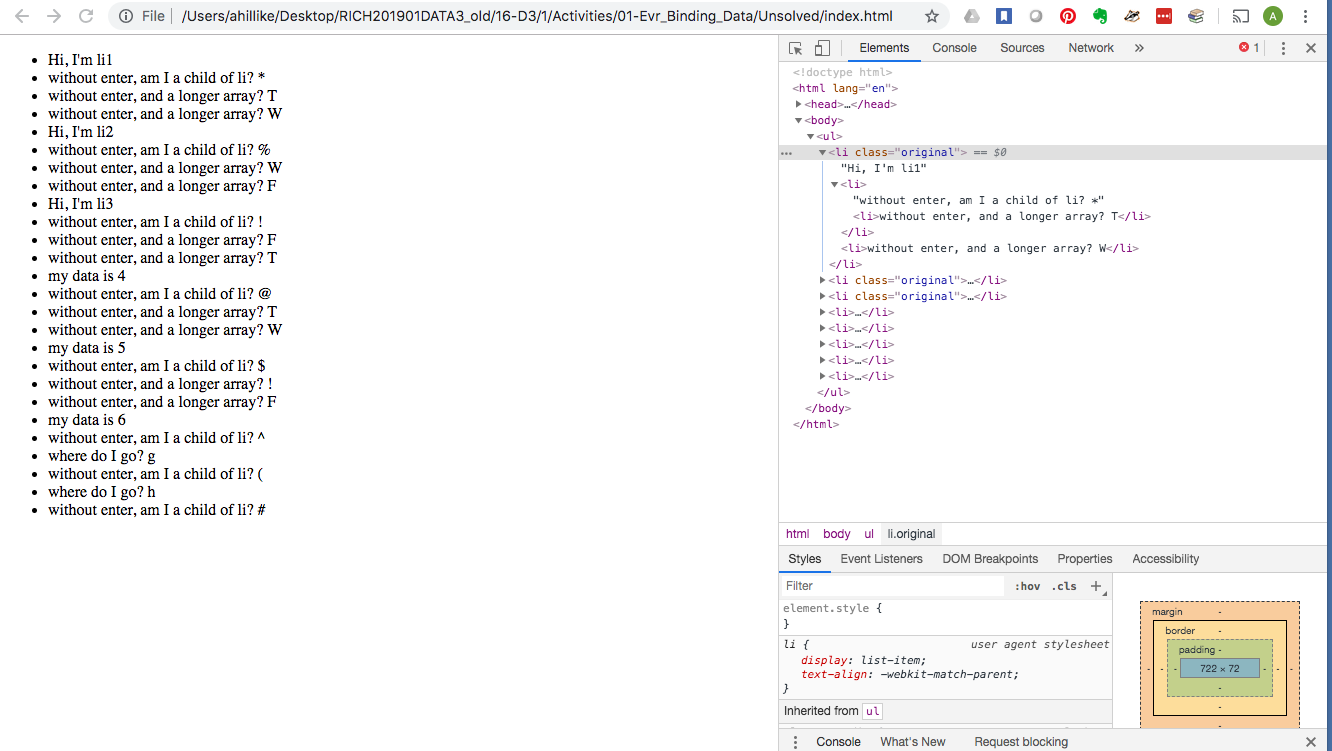 File /Users/ahillike/Desktop/RICH201901DATA3_old/16-D3/1/Activities/01-Evr_Binding_Data/Unsolved/index.html A
Hi, I'm li1
without enter, am I a child of li? *
without enter, and a longer array? T
without enter, and a longer array? W
Hi, I'm li2
without enter, am I a child of li? %
without enter, and a longer array? W
without enter, and a longer array? F
Hi, I'm li3
without enter, am I a child of li? !
without enter, and a longer array? F
without enter, and a longer array? T
my data is 4
without enter, am I a child of li? @
without enter, and a longer array? T
without enter, and a longer array? W
my data is 5
without enter, am I a child of li? $
without enter, and a longer array? !
without enter, and a longer array? F
my data is 6
without enter, am I a child of li? ^
where do I go? g
without enter, am I a child of li? (
where do I go? h
without enter, am I a child of li? #
Elements Console Sources Network » 1
<!doctype html>
<html lang="en">
<head>…</head>
<body>
<ul>
… <li class="original"> == $0
"Hi, I'm li1"
<li>
"without enter, am I a child of li? *"
<li>without enter, and a longer array? T</li>
</li>
<li>without enter, and a longer array? W</li>
</li>
<li class="original">…</li>
<li class="original">…</li>
<li>…</li>
<li>…</li>
<li>…</li>
<li>…</li>
<li>…</li>
</ul>
</body>
</html>
html body ul li.original
Styles Event Listeners DOM Breakpoints Properties Accessibility
Filter :hov .cls +
element.style {
}
li { user agent stylesheet
display: list-item;
text-align: -webkit-match-parent;
}
Inherited from ul
margin -
border -
padding -
- - - 722 × 72 - - -
-
-
-
Console What's New Request blocking